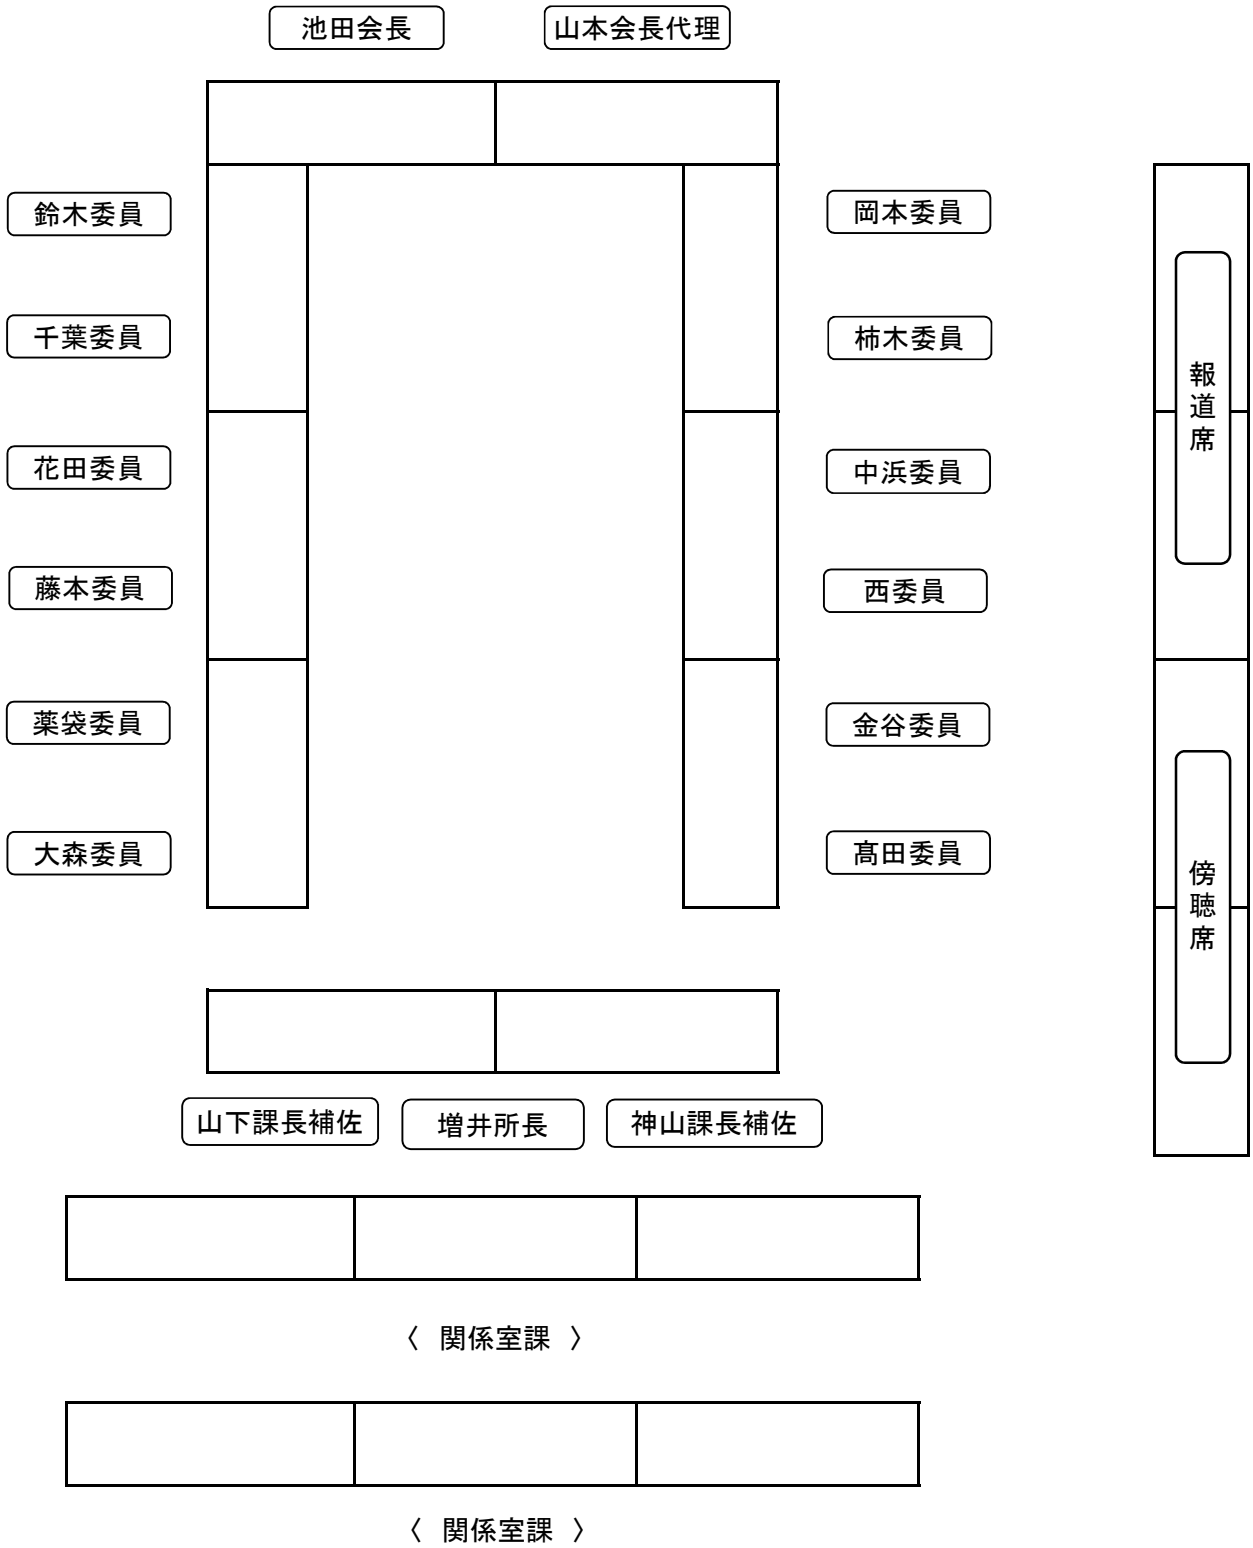 池田会長
山本会長代理
鈴木委員
岡本委員
千葉委員
柿木委員
花田委員
中浜委員
藤本委員
西委員
薬袋委員
金谷委員
大森委員
髙田委員
報道席
傍聴席
山下課長補佐
増井所長
神山課長補佐
〈 関係室課 〉
〈 関係室課 〉